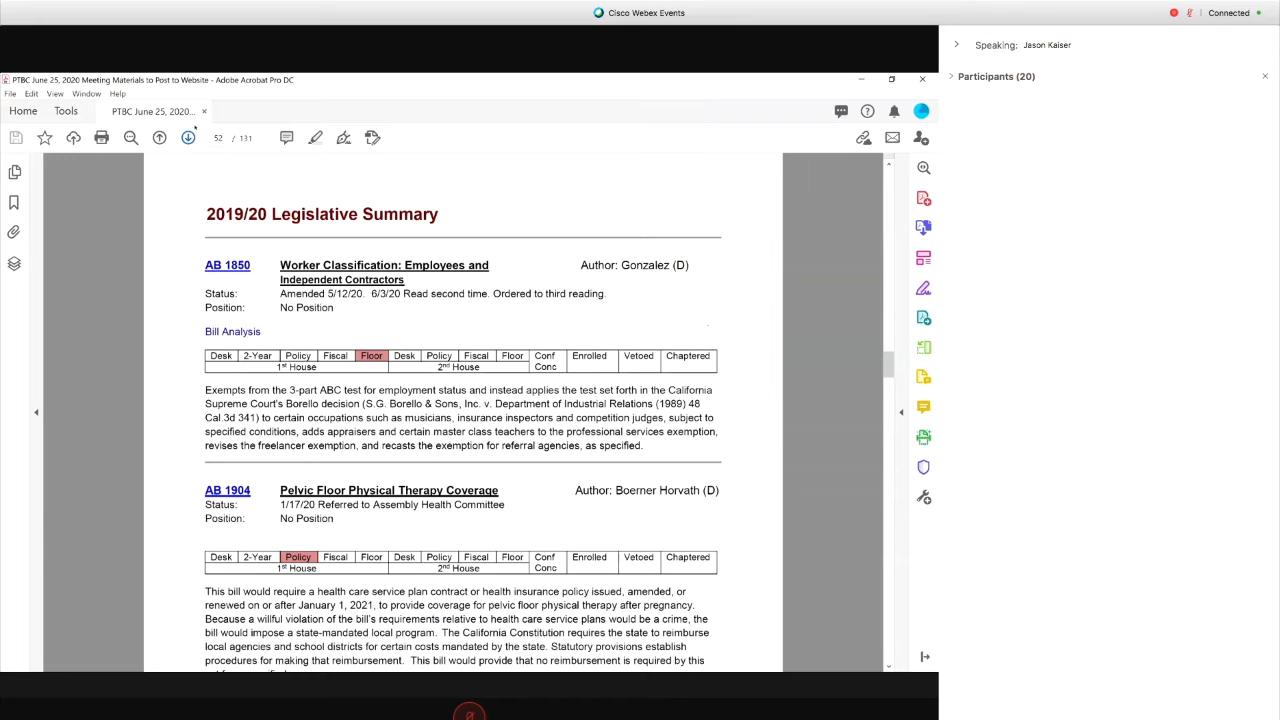 Cisco Webex Events
Connected
Speaking: Jason Kaiser
Participants (20)
PTBC June 25, 2020 Meeting Materials to Post to Website - Adobe Acrobat Pro DC
File Edit View Window Help
Home Tools PTBC June 25, 2020...
52 / 131
2019/20 Legislative Summary
AB 1850 Worker Classification: Employees and Author: Gonzalez (D)
Independent Contractors
Status: Amended 5/12/20. 6/3/20 Read second time. Ordered to third reading.
Position: No Position
Bill Analysis
Desk 2-Year Policy Fiscal Floor Desk Policy Fiscal Floor Conf Enrolled Vetoed Chaptered
1st House 2nd House Conc
Exempts from the 3-part ABC test for employment status and instead applies the test set forth in the California
Supreme Court's Borello decision (S.G. Borello & Sons, Inc. v. Department of Industrial Relations (1989) 48
Cal.3d 341) to certain occupations such as musicians, insurance inspectors and competition judges, subject to
specified conditions, adds appraisers and certain master class teachers to the professional services exemption,
revises the freelancer exemption, and recasts the exemption for referral agencies, as specified.
AB 1904 Pelvic Floor Physical Therapy Coverage Author: Boerner Horvath (D)
Status: 1/17/20 Referred to Assembly Health Committee
Position: No Position
Desk 2-Year Policy Fiscal Floor Desk Policy Fiscal Floor Conf Enrolled Vetoed Chaptered
1st House 2nd House Conc
This bill would require a health care service plan contract or health insurance policy issued, amended, or
renewed on or after January 1, 2021, to provide coverage for pelvic floor physical therapy after pregnancy.
Because a willful violation of the bill's requirements relative to health care service plans would be a crime, the
bill would impose a state-mandated local program. The California Constitution requires the state to reimburse
local agencies and school districts for certain costs mandated by the state. Statutory provisions establish
procedures for making that reimbursement. This bill would provide that no reimbursement is required by this